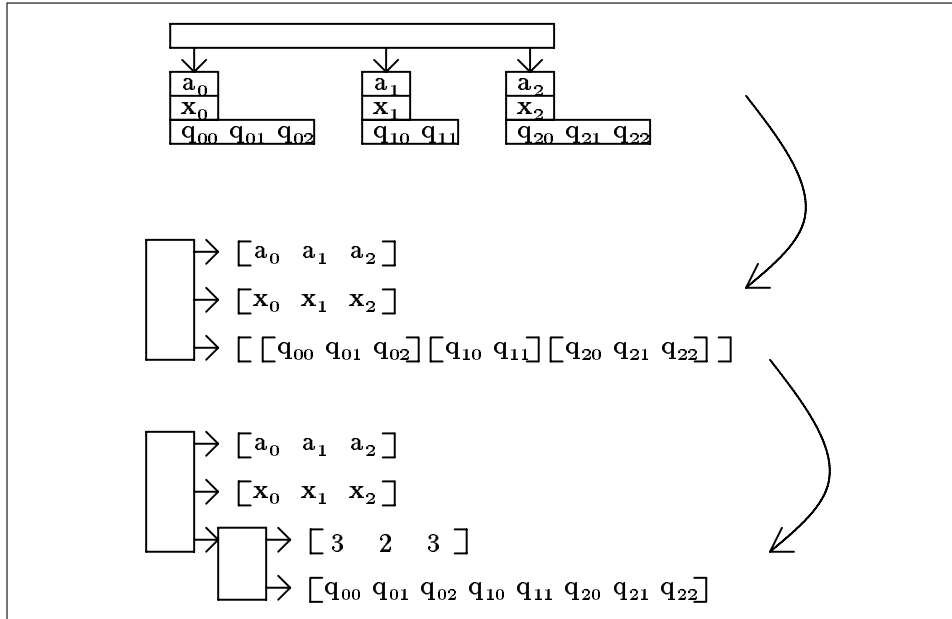 a₀ a₁ a₂
x₀ x₁ x₂
q₀₀ q₀₁ q₀₂ q₁₀ q₁₁ q₂₀ q₂₁ q₂₂
[a₀ a₁ a₂]
[x₀ x₁ x₂]
[[q₀₀ q₀₁ q₀₂][q₁₀ q₁₁][q₂₀ q₂₁ q₂₂]]
[a₀ a₁ a₂]
[x₀ x₁ x₂]
[3 2 3]
[q₀₀ q₀₁ q₀₂ q₁₀ q₁₁ q₂₀ q₂₁ q₂₂]